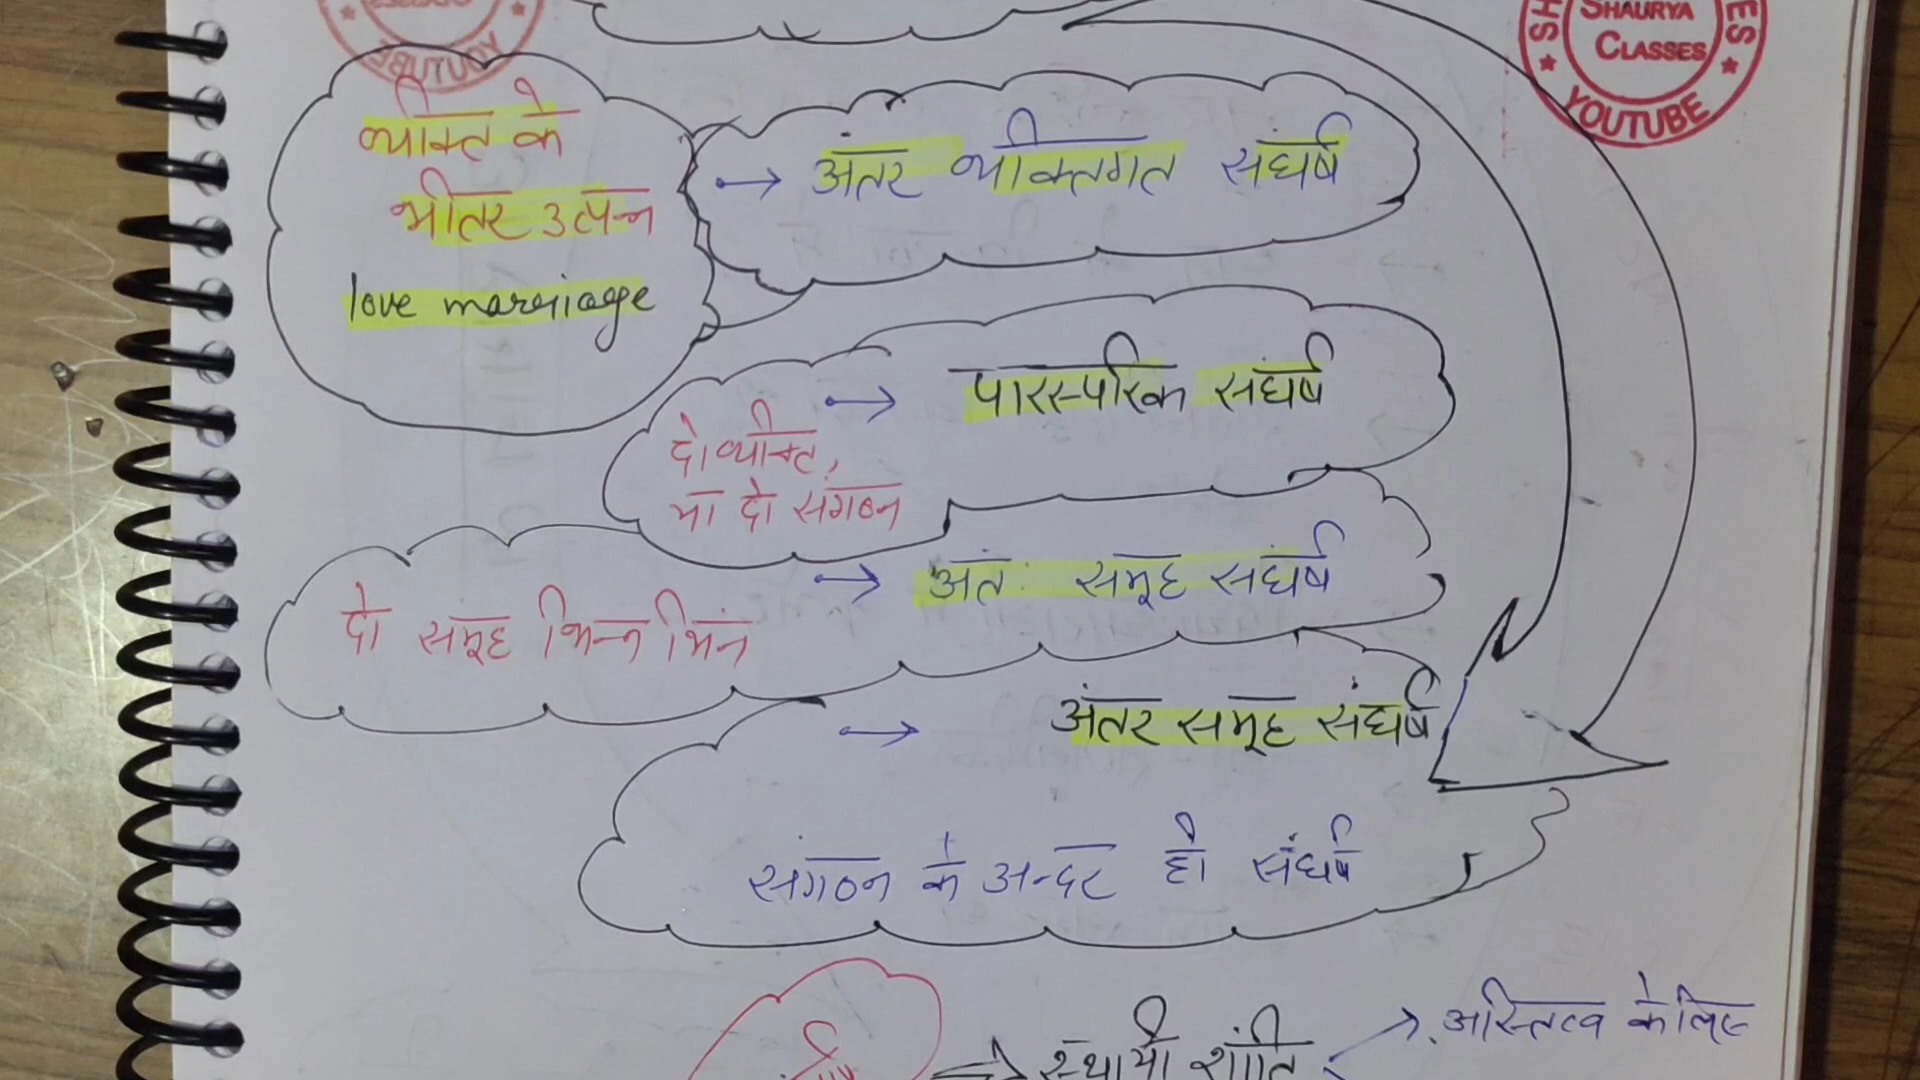 SHAURYA
CLASSES
YOUTUBE
YOUTUBE
व्यक्ति के
भीतर उत्पन्न
love marriage
→ अंतर व्यक्तिगत संघर्ष
→ पारस्परिक संघर्ष
दो व्यक्ति,
या दो संगठन
→ अंत: समूह संघर्ष
दो समूह भिन्न भिंन
→ अंतर समूह संघर्ष
संगठन के अन्दर ही संघर्ष
स्थायी शांति
→ अस्तित्व के लिए